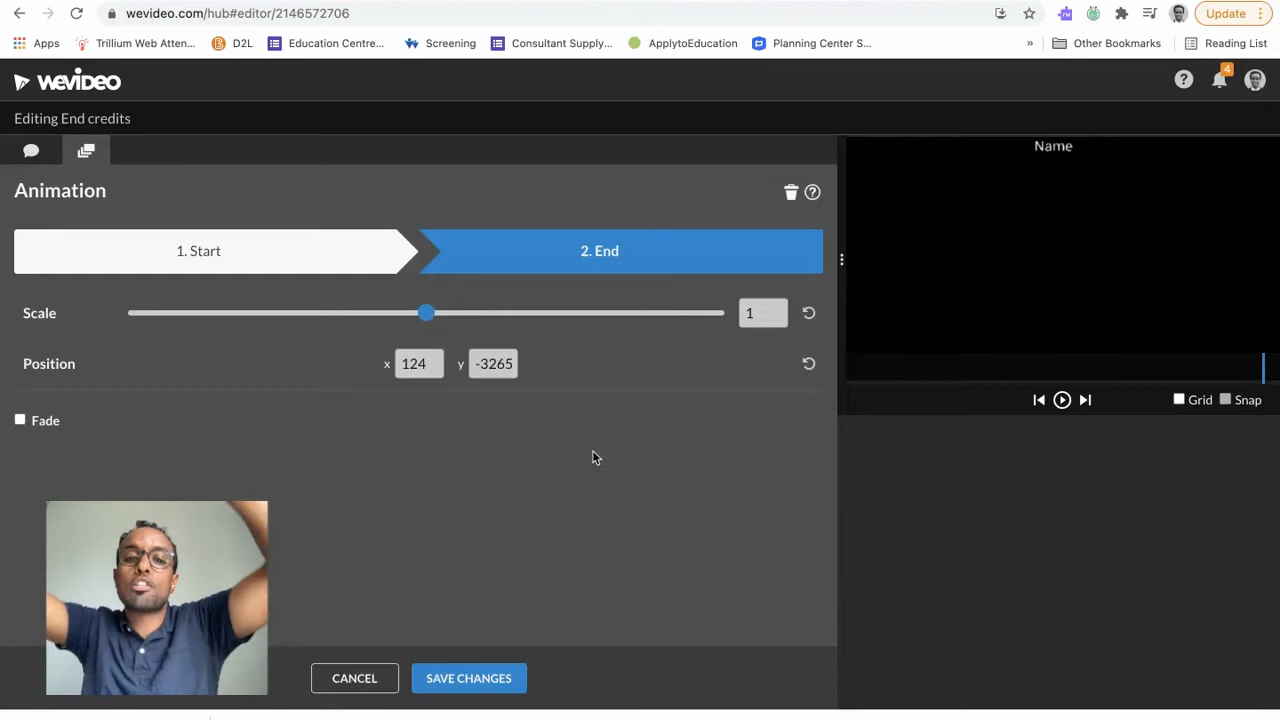 wevideo.com/hub#editor/2146572706
Update
Apps
Trillium Web Atten...
D2L
Education Centre...
Screening
Consultant Supply...
ApplytoEducation
Planning Center S...
»
Other Bookmarks
Reading List
WEVIDEO
4
Editing End credits
Animation
1. Start
2. End
Scale
1
Position
x 124
y -3265
Fade
CANCEL
SAVE CHANGES
Name
Grid
Snap